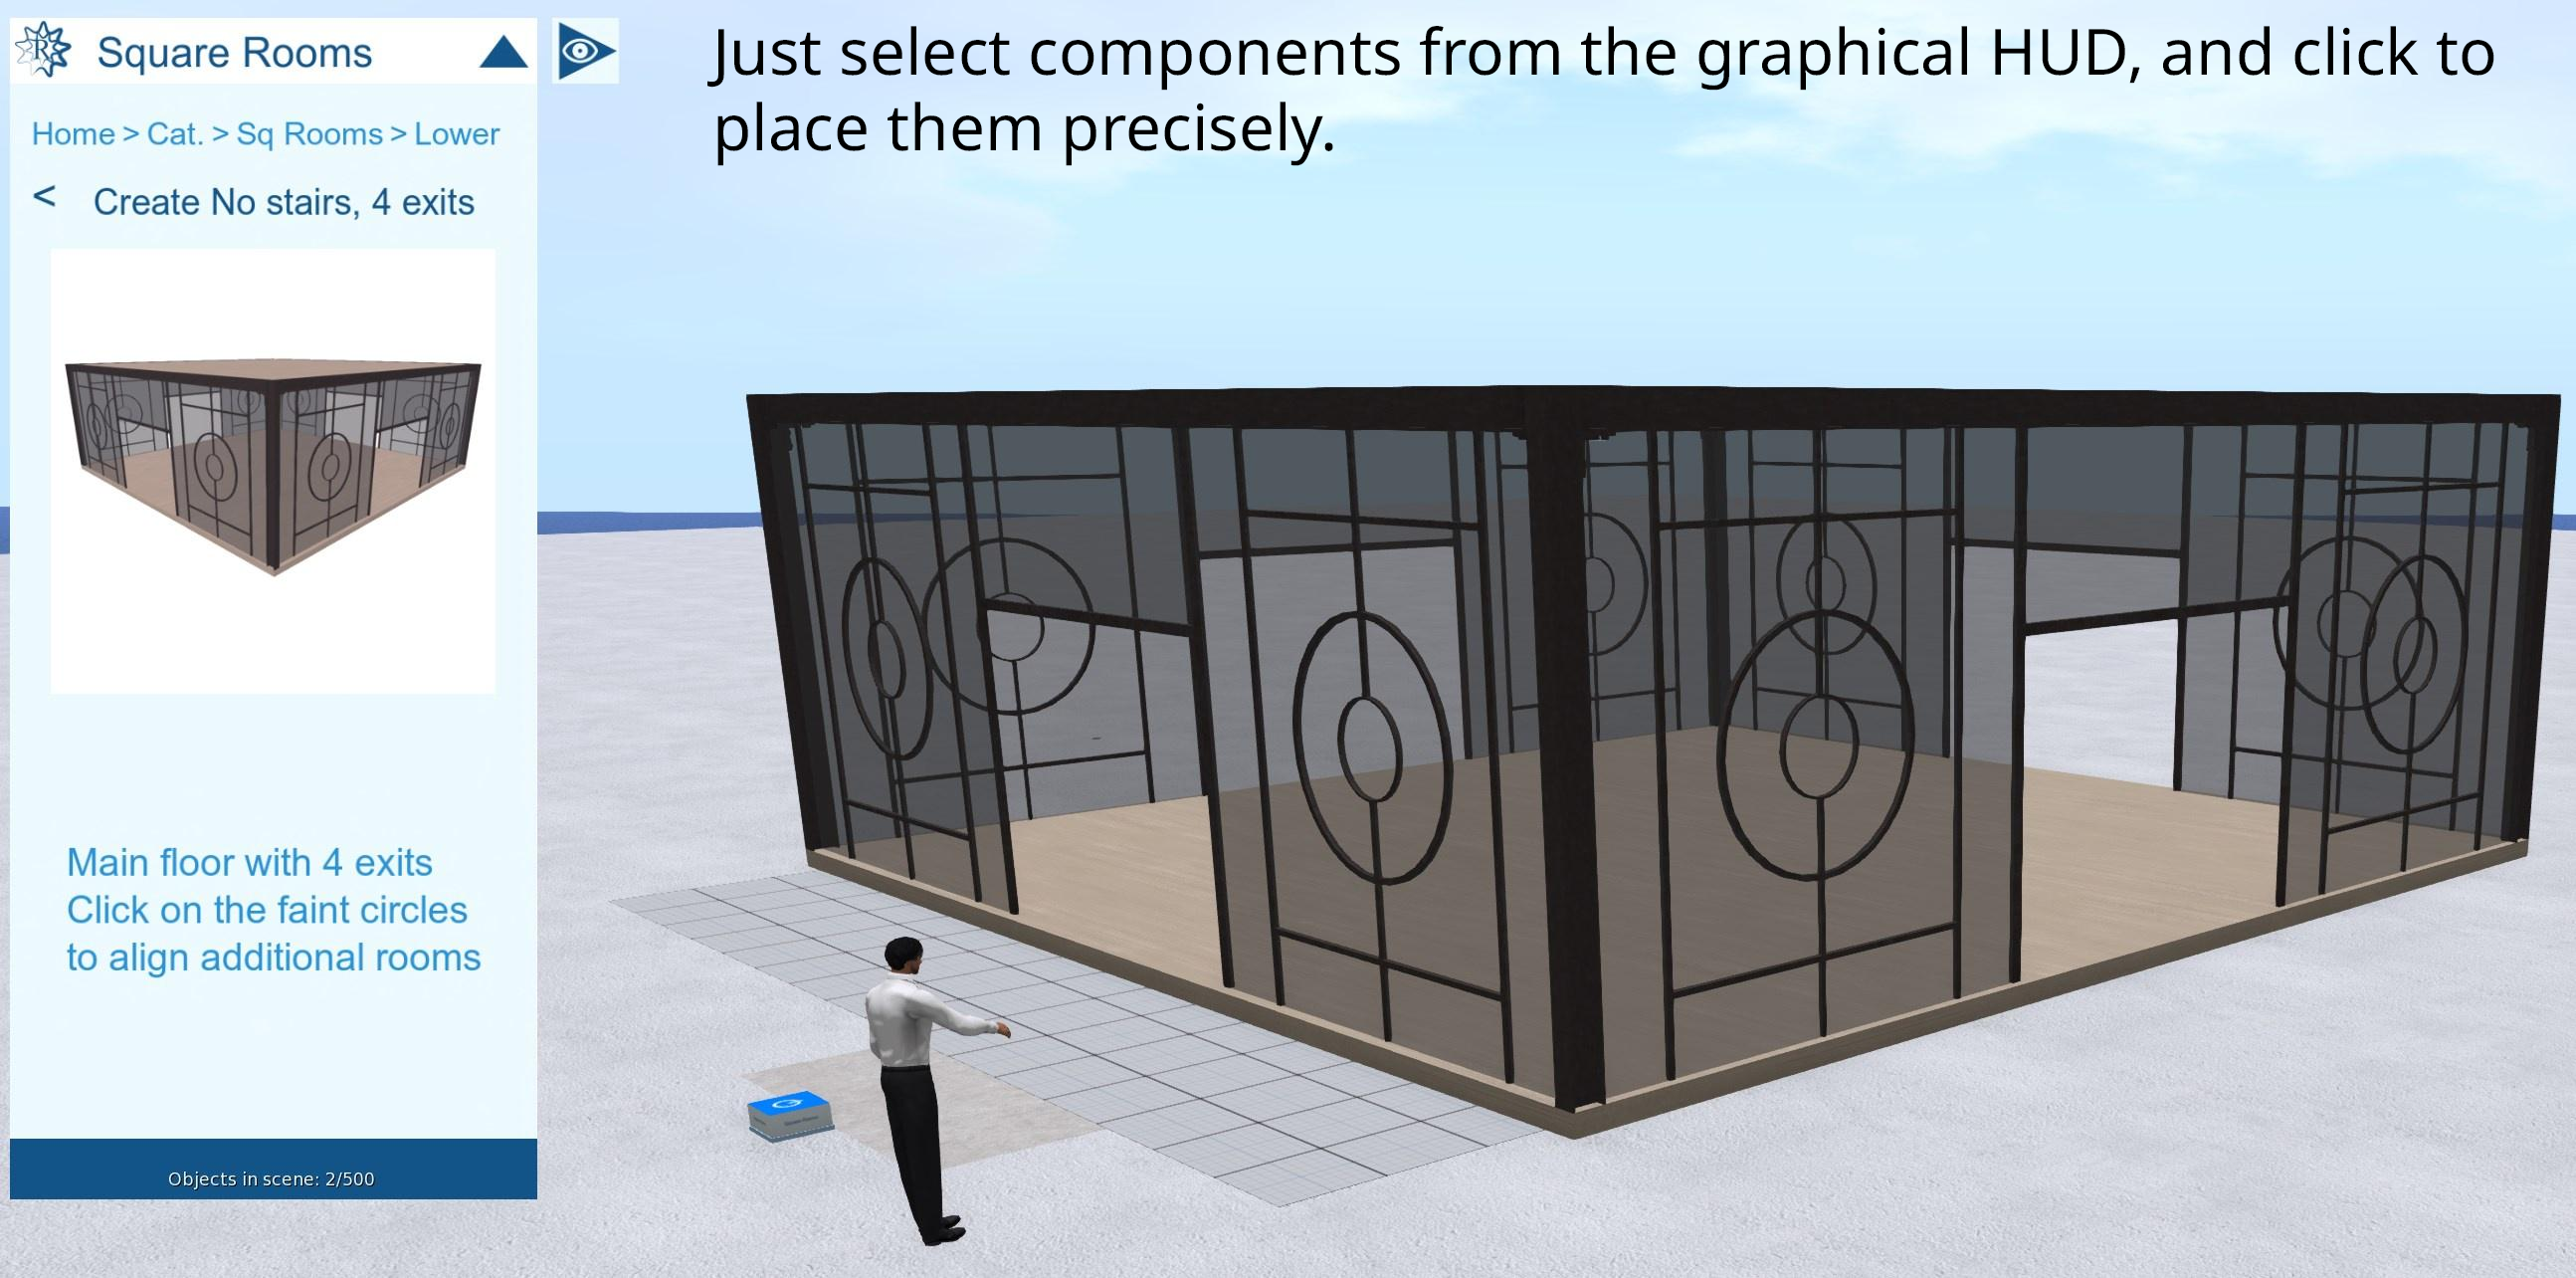 Square Rooms
Just select components from the graphical HUD, and click to
place them precisely.
Home > Cat. > Sq Rooms > Lower
< Create No stairs, 4 exits
Main floor with 4 exits
Click on the faint circles
to align additional rooms
Objects in scene: 2/500